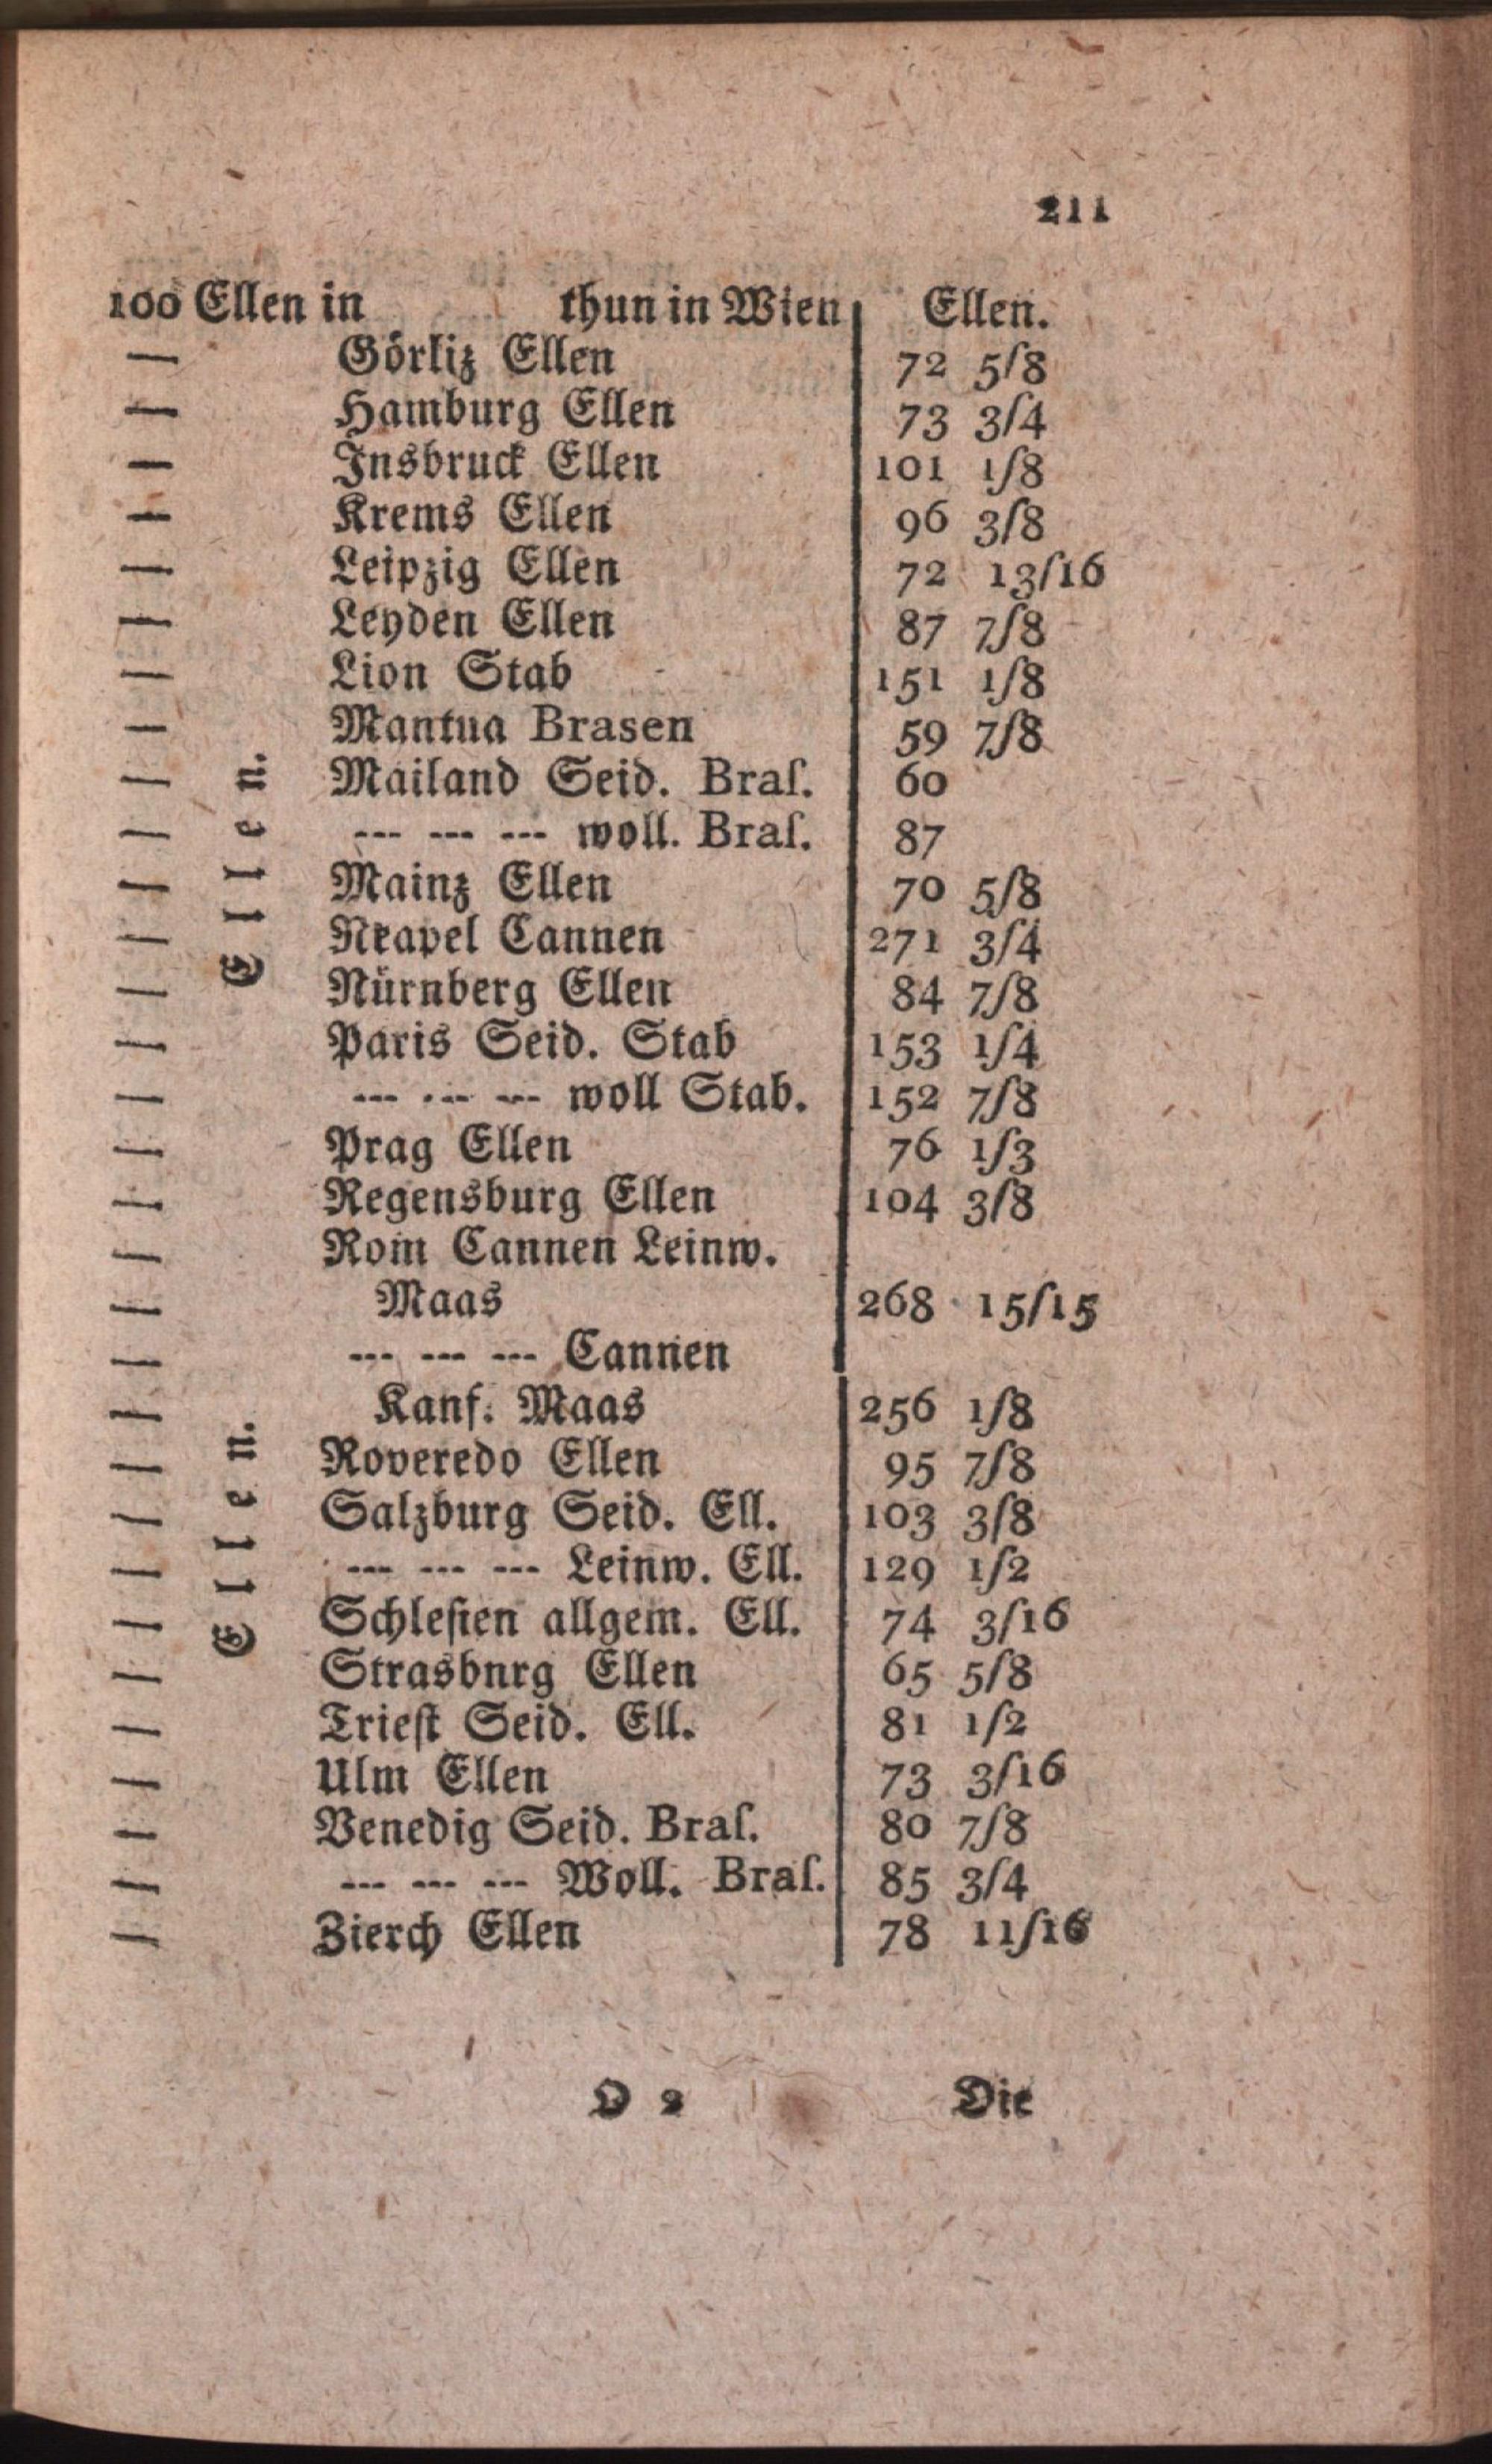 211
100 Ellen in thun in Wien Ellen.
— Görliz Ellen 72 5/8
— Hamburg Ellen 73 3/4
— Insbruck Ellen 101 1/8
— Krems Ellen 96 3/8
— Leipzig Ellen 72 13/16
— Leyden Ellen 87 7/8
— Lion Stab 151 1/8
— Mantua Brasen 59 7/8
— Mailand Seid. Braſ. 60
— --- --- --- woll. Braſ. 87
— Mainz Ellen 70 5/8
— Neapel Cannen 271 3/4
— Nürnberg Ellen 84 7/8
— Paris Seid. Stab 153 1/4
— --- --- --- woll Stab. 152 7/8
— Prag Ellen 76 1/3
— Regensburg Ellen 104 3/8
— Rom Cannen Leinw.
— Maas 268 15/15
— --- --- --- Cannen
— Kanf. Maas 256 1/8
— Roveredo Ellen 95 7/8
— Salzburg Seid. Ell. 103 3/8
— --- --- --- Leinw. Ell. 129 1/2
— Schleſien allgem. Ell. 74 3/16
— Strasbnrg Ellen 65 5/8
— Trieſt Seid. Ell. 81 1/2
— Ulm Ellen 73 3/16
— Venedig Seid. Braſ. 80 7/8
— --- --- --- Woll. Braſ. 85 3/4
— Zierch Ellen 78 11/16
Ellen.
Ellen.
O 2 Die